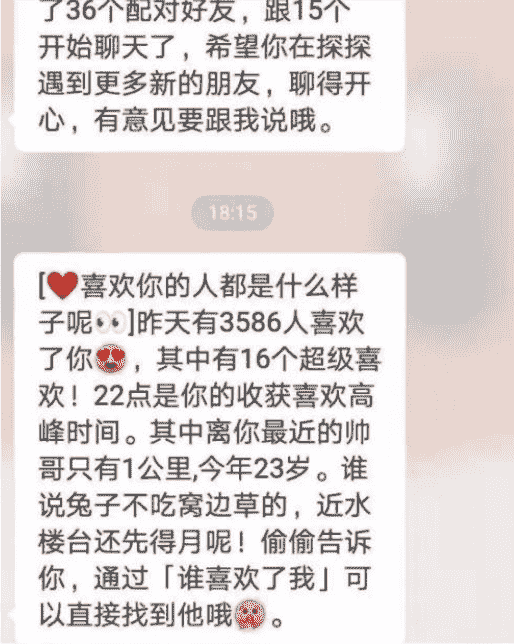 了36个配对好友，跟15个
开始聊天了，希望你在探探
遇到更多新的朋友，聊得开
心，有意见要跟我说哦。
18:15
[❤️喜欢你的人都是什么样
子呢👀]昨天有3586人喜欢
了你😍，其中有16个超级喜
欢！22点是你的收获喜欢高
峰时间。其中离你最近的帅
哥只有1公里,今年23岁。谁
说兔子不吃窝边草的，近水
楼台还先得月呢！偷偷告诉
你，通过「谁喜欢了我」可
以直接找到他哦。